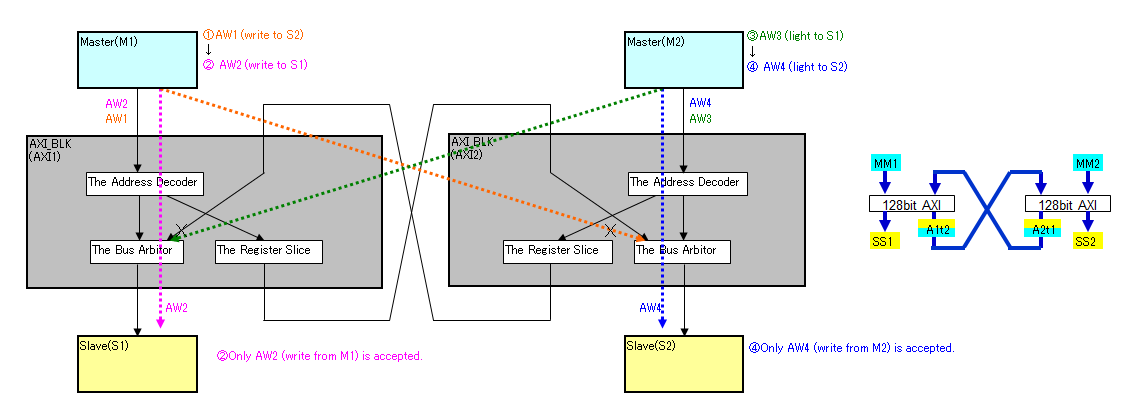 Master(M1)
①AW1 (write to S2)
↓
② AW2 (write to S1)
Master(M2)
③AW3 (light to S1)
↓
④ AW4 (light to S2)
AW2
AW1
AW4
AW3
AXI_BLK
(AXI1)
AXI_BLK
(AXI2)
The Address Decoder
The Address Decoder
The Bus Arbitor
The Register Slice
The Register Slice
The Bus Arbitor
AW2
AW4
Slave(S1)
②Only AW2 (write from M1) is accepted.
Slave(S2)
④Only AW4 (write from M2) is accepted.
MM1
MM2
128bit AXI
128bit AXI
SS1
A1t2
A2t1
SS2